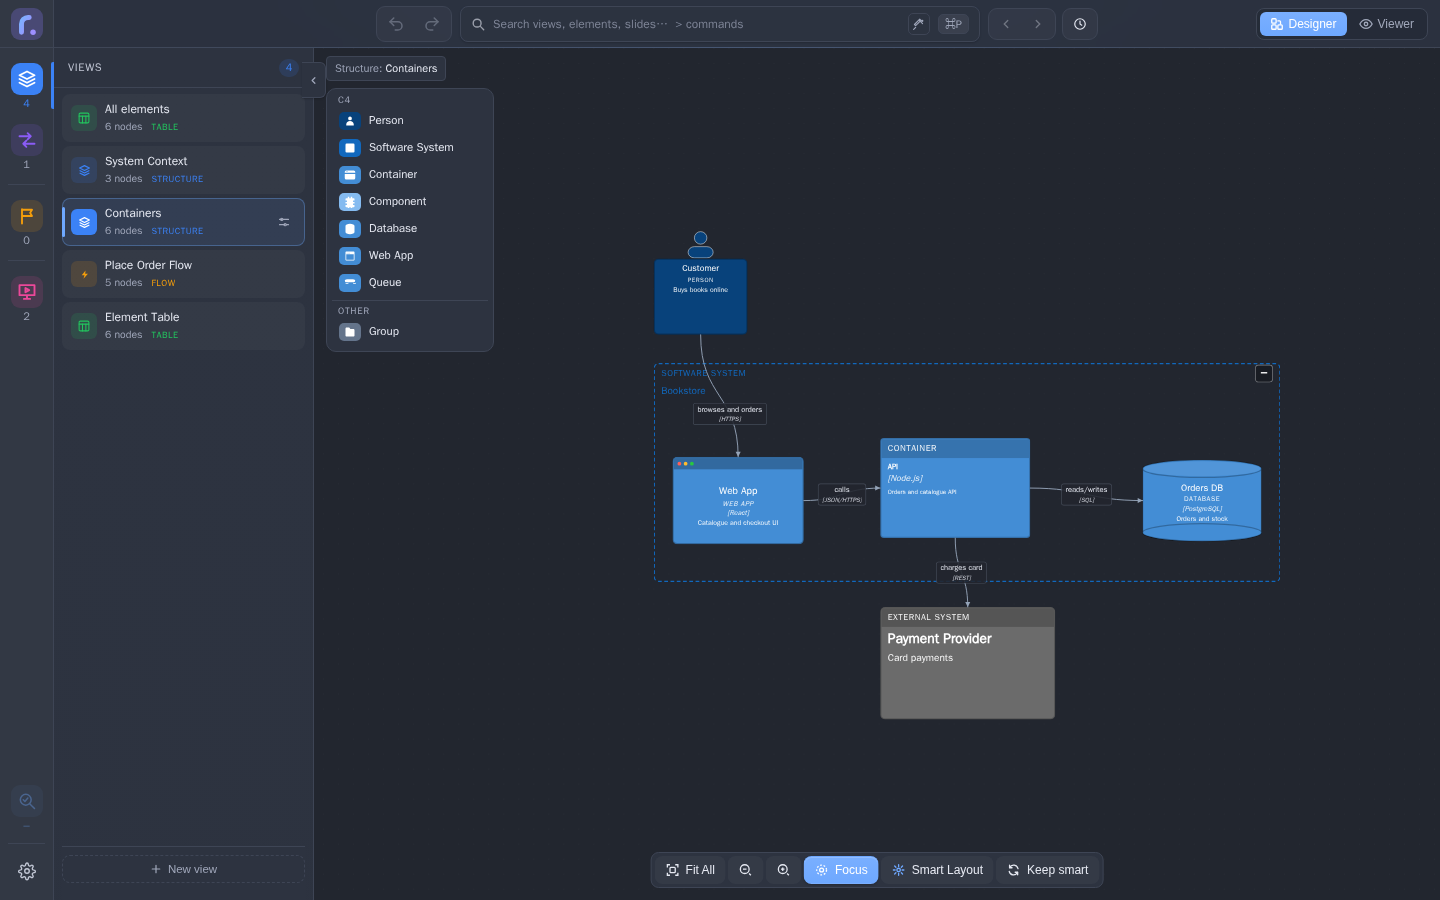 Search views, elements, slides··· > commands
⌘P
Designer
Viewer
4
1
0
2
–
VIEWS
4
All elements
6 nodes TABLE
System Context
3 nodes STRUCTURE
Containers
6 nodes STRUCTURE
Place Order Flow
5 nodes FLOW
Element Table
6 nodes TABLE
New view
Structure: Containers
C4
Person
Software System
Container
Component
Database
Web App
Queue
OTHER
Group
Customer
PERSON
Buys books online
SOFTWARE SYSTEM
Bookstore
browses and orders
[HTTPS]
Web App
WEB APP
[React]
Catalogue and checkout UI
calls
[JSON/HTTPS]
CONTAINER
API
[Node.js]
Orders and catalogue API
reads/writes
[SQL]
Orders DB
DATABASE
[PostgreSQL]
Orders and stock
charges card
[REST]
EXTERNAL SYSTEM
Payment Provider
Card payments
Fit All
Focus
Smart Layout
Keep smart